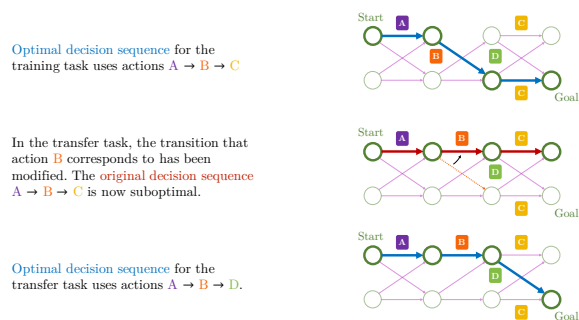 Start
A
C
Optimal decision sequence for the
training task uses actions A → B → C
B
D
C
Goal
Start
A
B
C
In the transfer task, the transition that
action B corresponds to has been
modified. The original decision sequence
A → B → C is now suboptimal.
D
C
Goal
Start
A
B
C
Optimal decision sequence for the
transfer task uses actions A → B → D.
D
C
Goal